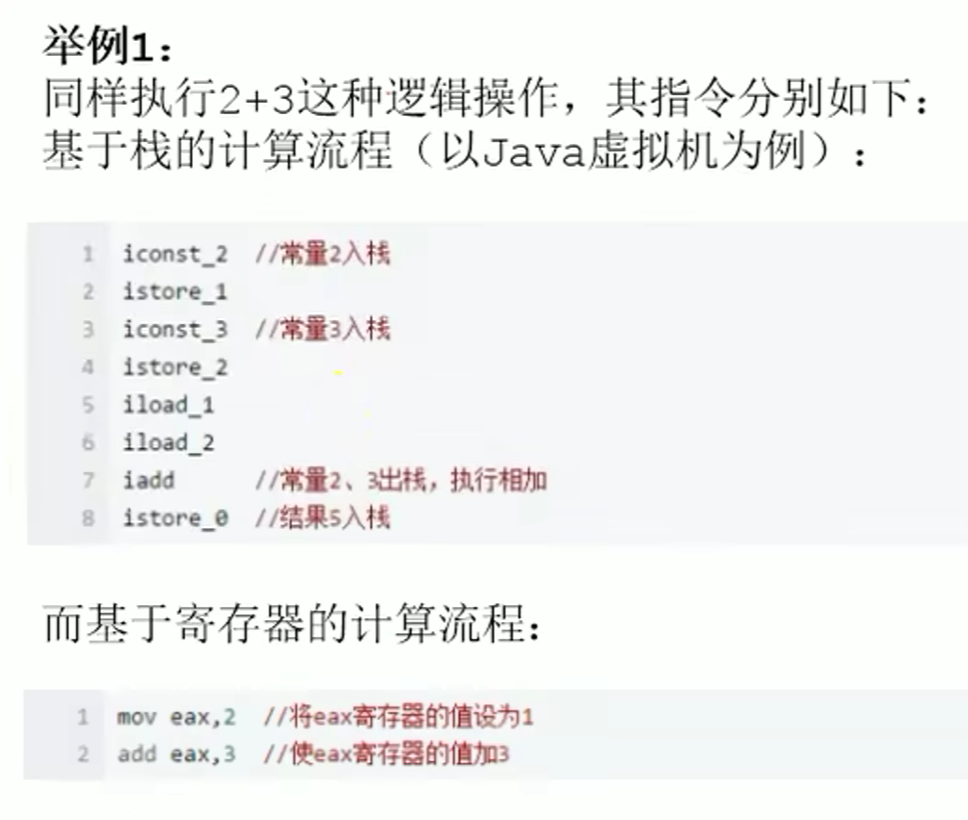 举例1：
同样执行2+3这种逻辑操作，其指令分别如下：
基于栈的计算流程（以Java虚拟机为例）：
1 iconst_2 //常量2入栈
2 istore_1
3 iconst_3 //常量3入栈
4 istore_2
5 iload_1
6 iload_2
7 iadd //常量2、3出栈，执行相加
8 istore_0 //结果5入栈
而基于寄存器的计算流程：
1 mov eax,2 //将eax寄存器的值设为1
2 add eax,3 //使eax寄存器的值加3